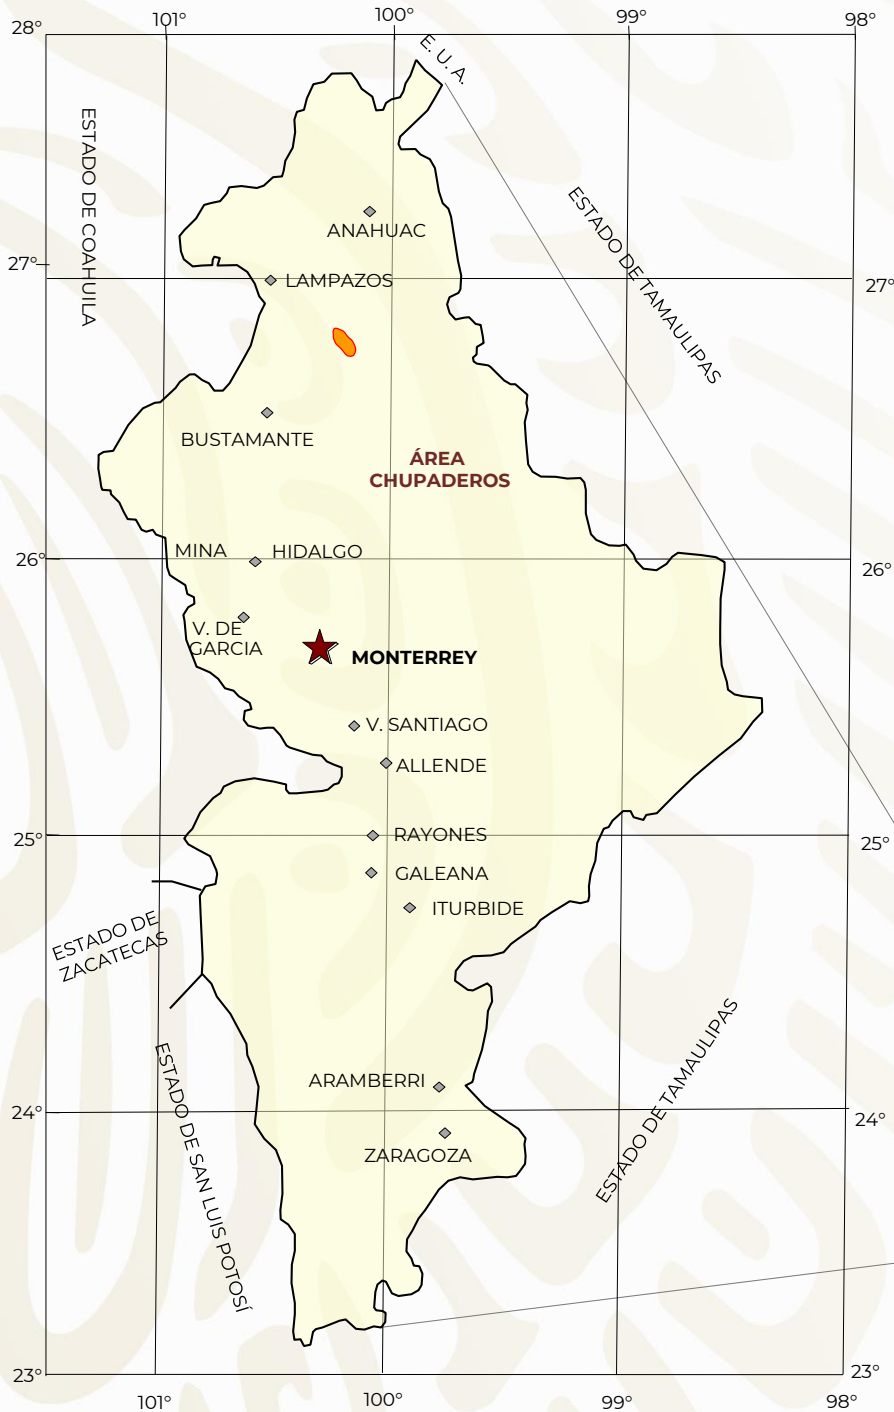 101°
100°
99°
98°
28°
E. U. A.
ESTADO DE COAHUILA
ESTADO DE TAMAULIPAS
ANAHUAC
27°
27°
LAMPAZOS
BUSTAMANTE
ÁREA
CHUPADEROS
MINA
HIDALGO
26°
26°
V. DE
GARCIA
MONTERREY
V. SANTIAGO
ALLENDE
25°
RAYONES
25°
GALEANA
ITURBIDE
ESTADO DE
ZACATECAS
ESTADO DE SAN LUIS POTOSÍ
ESTADO DE TAMAULIPAS
ARAMBERRI
24°
24°
ZARAGOZA
23°
23°
101°
100°
99°
98°